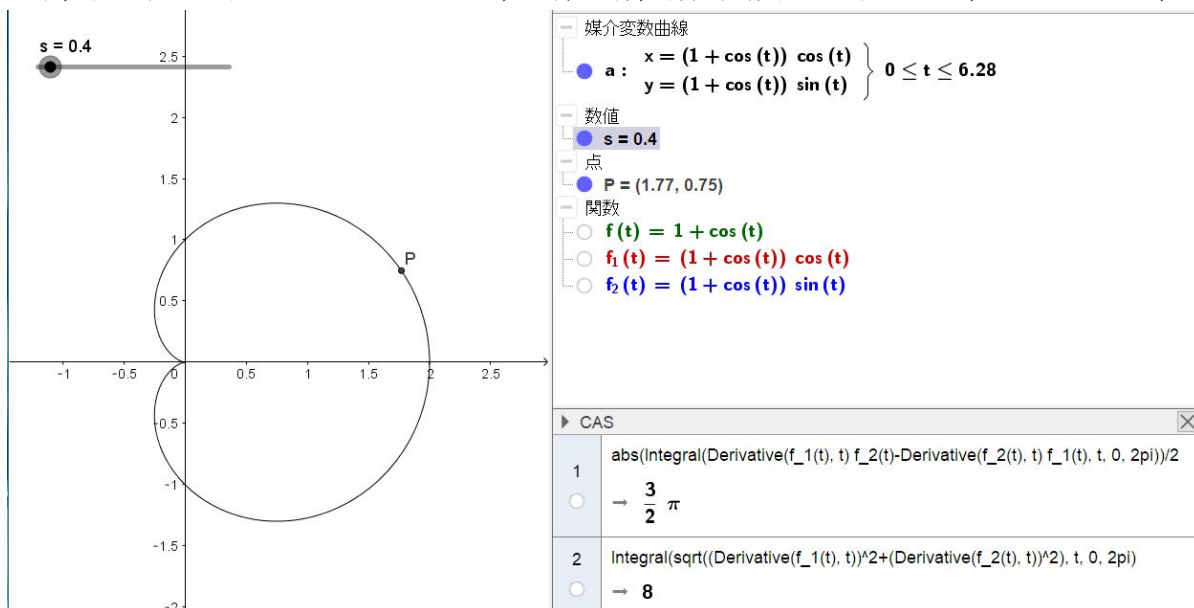 s = 0.4
2.5
2
1.5
1
0.5
-0.5
-1
-1.5
-2
-1
-0.5
0
0.5
1
1.5
2
2.5
P
媒介変数曲線
a : x = (1 + cos (t)) cos (t)
y = (1 + cos (t)) sin (t)
} 0 ≤ t ≤ 6.28
数値
s = 0.4
点
P = (1.77, 0.75)
関数
f (t) = 1 + cos (t)
f₁ (t) = (1 + cos (t)) cos (t)
f₂ (t) = (1 + cos (t)) sin (t)
CAS
1
abs(Integral(Derivative(f_1(t), t) f_2(t)-Derivative(f_2(t), t) f_1(t), t, 0, 2pi))/2
→ 3/2 π
2
Integral(sqrt((Derivative(f_1(t), t))^2+(Derivative(f_2(t), t))^2), t, 0, 2pi)
→ 8